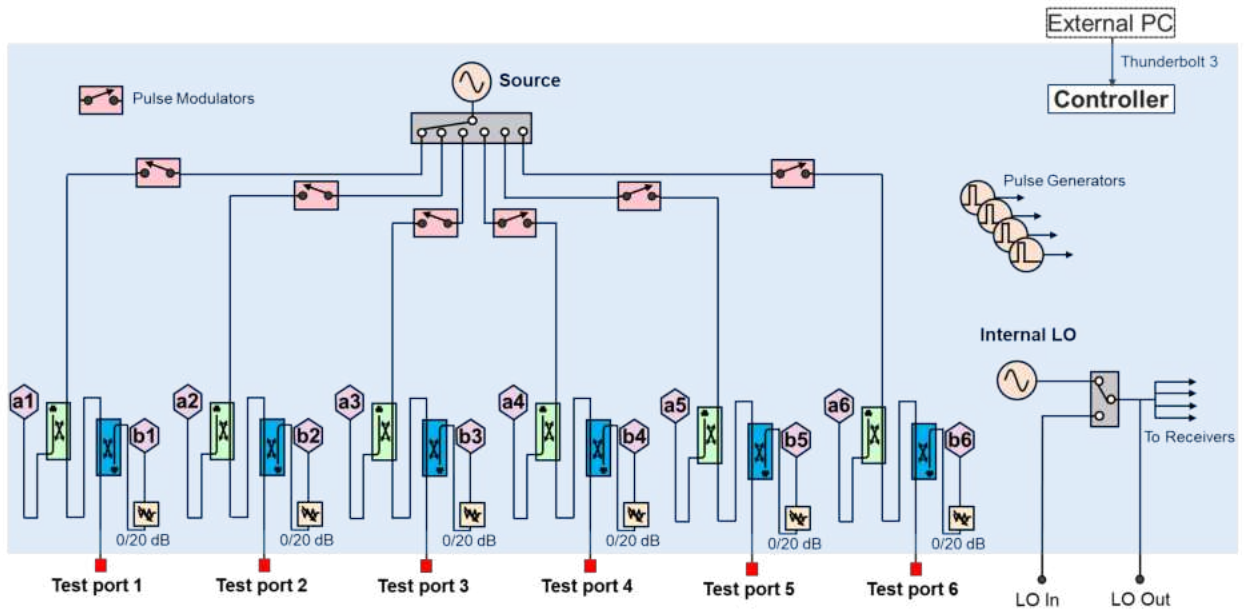 External PC
Thunderbolt 3
Controller
Source
Pulse Modulators
Pulse Generators
Internal LO
To Receivers
a1
a2
a3
a4
a5
a6
b1
b2
b3
b4
b5
b6
0/20 dB
0/20 dB
0/20 dB
0/20 dB
0/20 dB
0/20 dB
Test port 1
Test port 2
Test port 3
Test port 4
Test port 5
Test port 6
LO In
LO Out